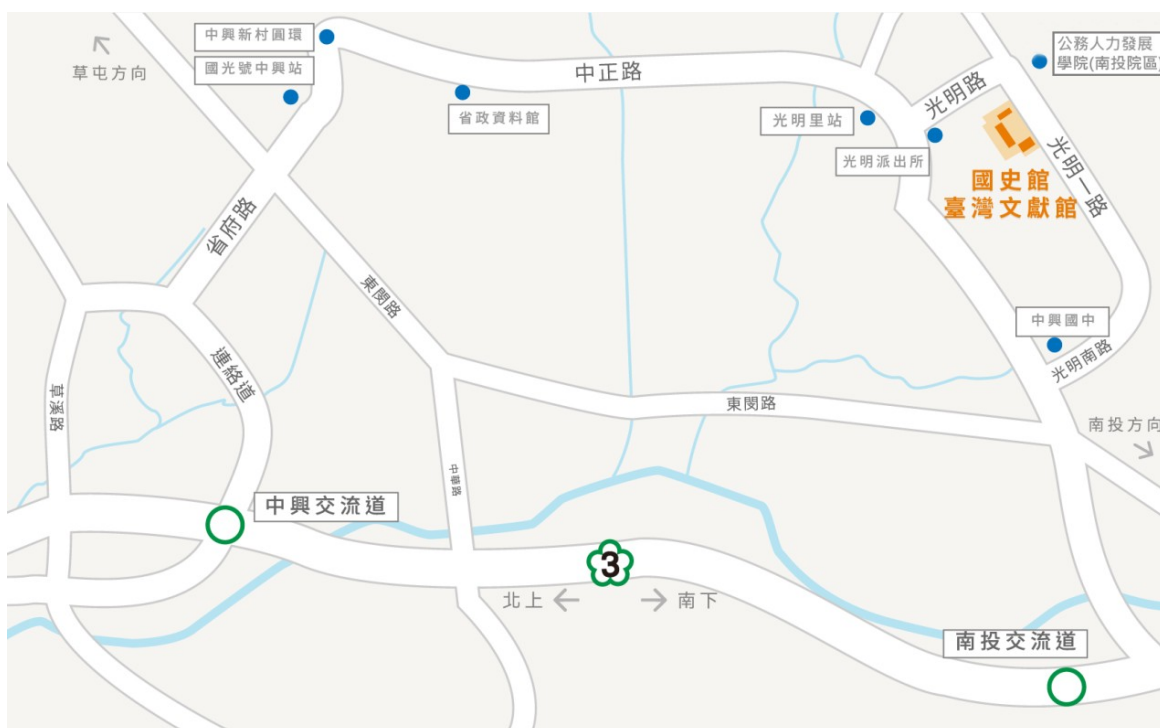 中興新村圓環
草屯方向
國光號中興站
中正路
省政資料館
公務人力發展
學院(南投院區)
光明路
光明里站
光明派出所
國史館
臺灣文獻館
光明一路
省府路
東閔路
中興國中
光明南路
連絡道
草溪路
東閔路
南投方向
中華路
中興交流道
3
北上
南下
南投交流道